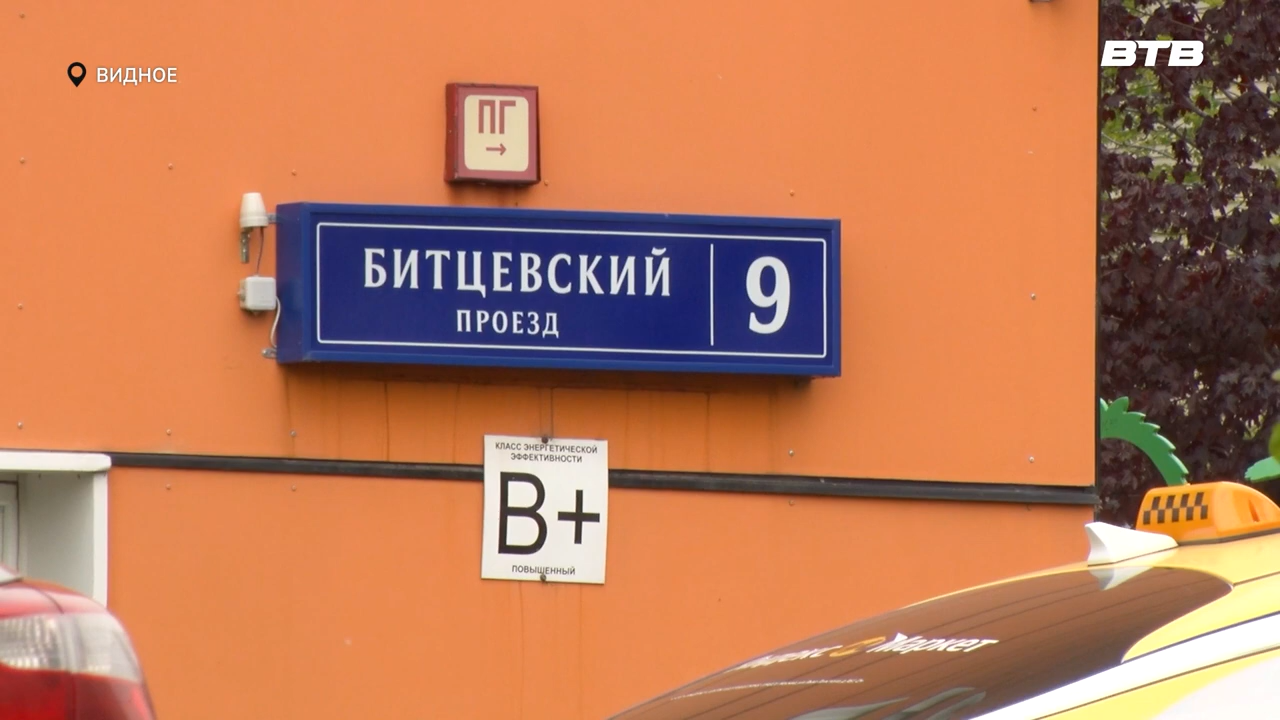 ВИДНОЕ
ВТВ
ПГ
→
БИТЦЕВСКИЙ
ПРОЕЗД
9
КЛАСС ЭНЕРГЕТИЧЕСКОЙ
ЭФФЕКТИВНОСТИ
B+
ПОВЫШЕННЫЙ
Маркет